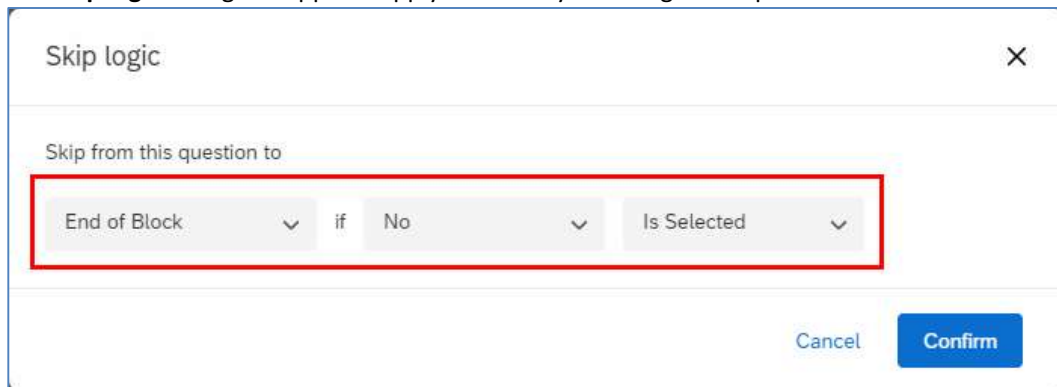 Skip logic
Skip from this question to
End of Block if No Is Selected
Cancel Confirm